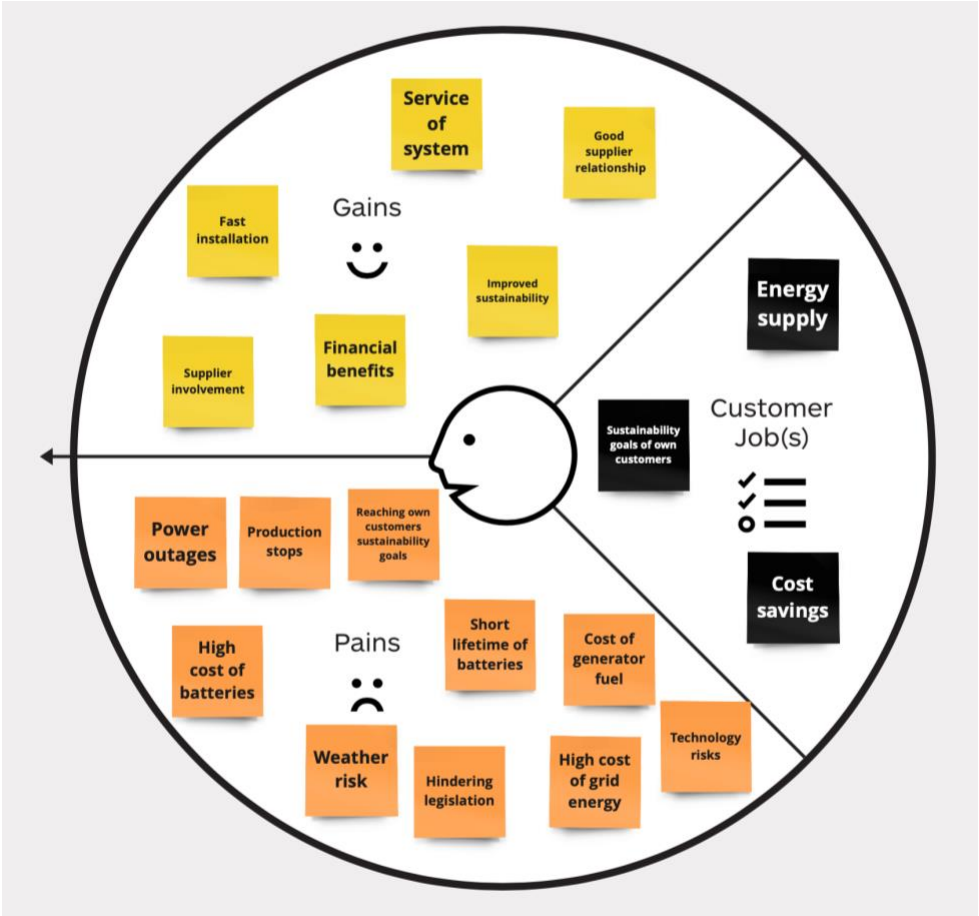 Service
of
system
Good
supplier
relationship
Fast
installation
Gains
Improved
sustainability
Supplier
involvement
Financial
benefits
Energy
supply
Sustainability
goals of own
customers
Customer
Job(s)
Cost
savings
Power
outages
Production
stops
Reaching own
customers
sustainability
goals
High
cost of
batteries
Pains
Short
lifetime of
batteries
Cost of
generator
fuel
Weather
risk
Hindering
legislation
High cost
of grid
energy
Technology
risks